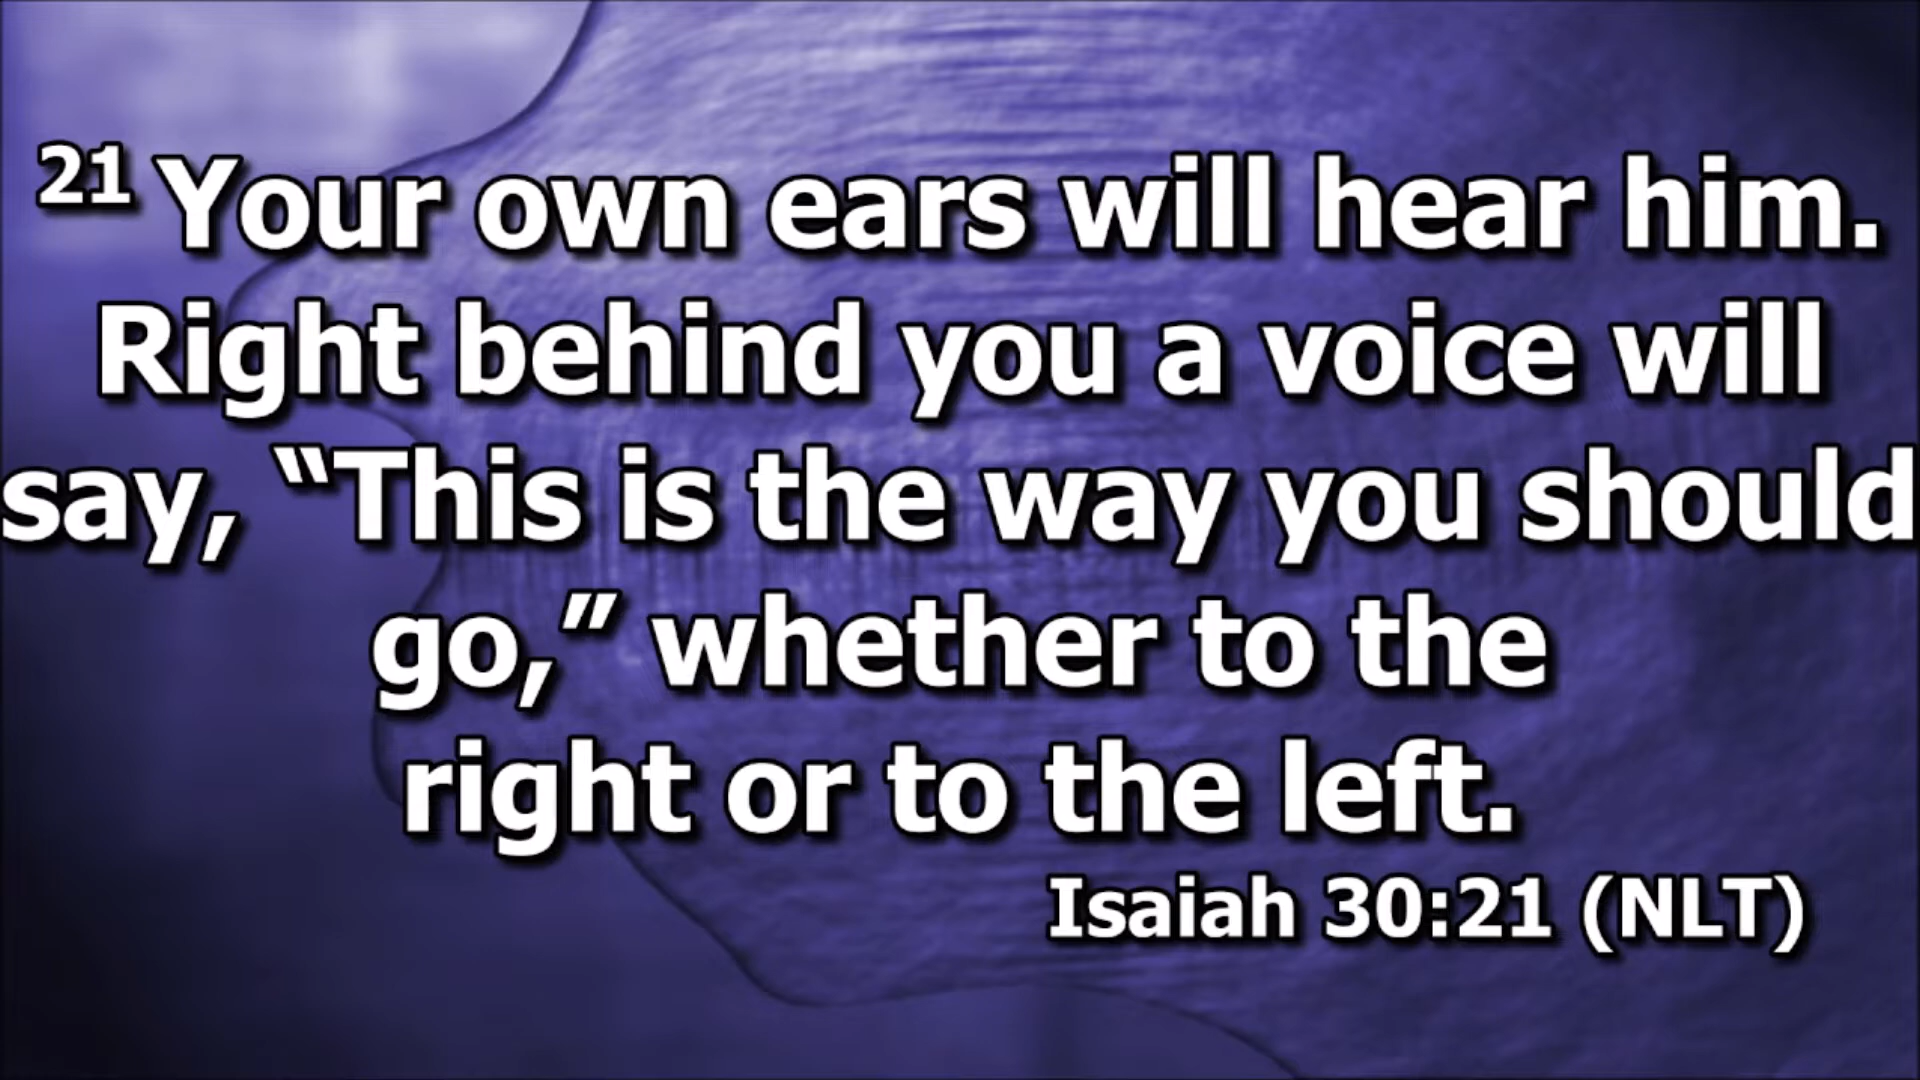 21 Your own ears will hear him.
Right behind you a voice will
say, “This is the way you should
go,” whether to the
right or to the left.
Isaiah 30:21 (NLT)